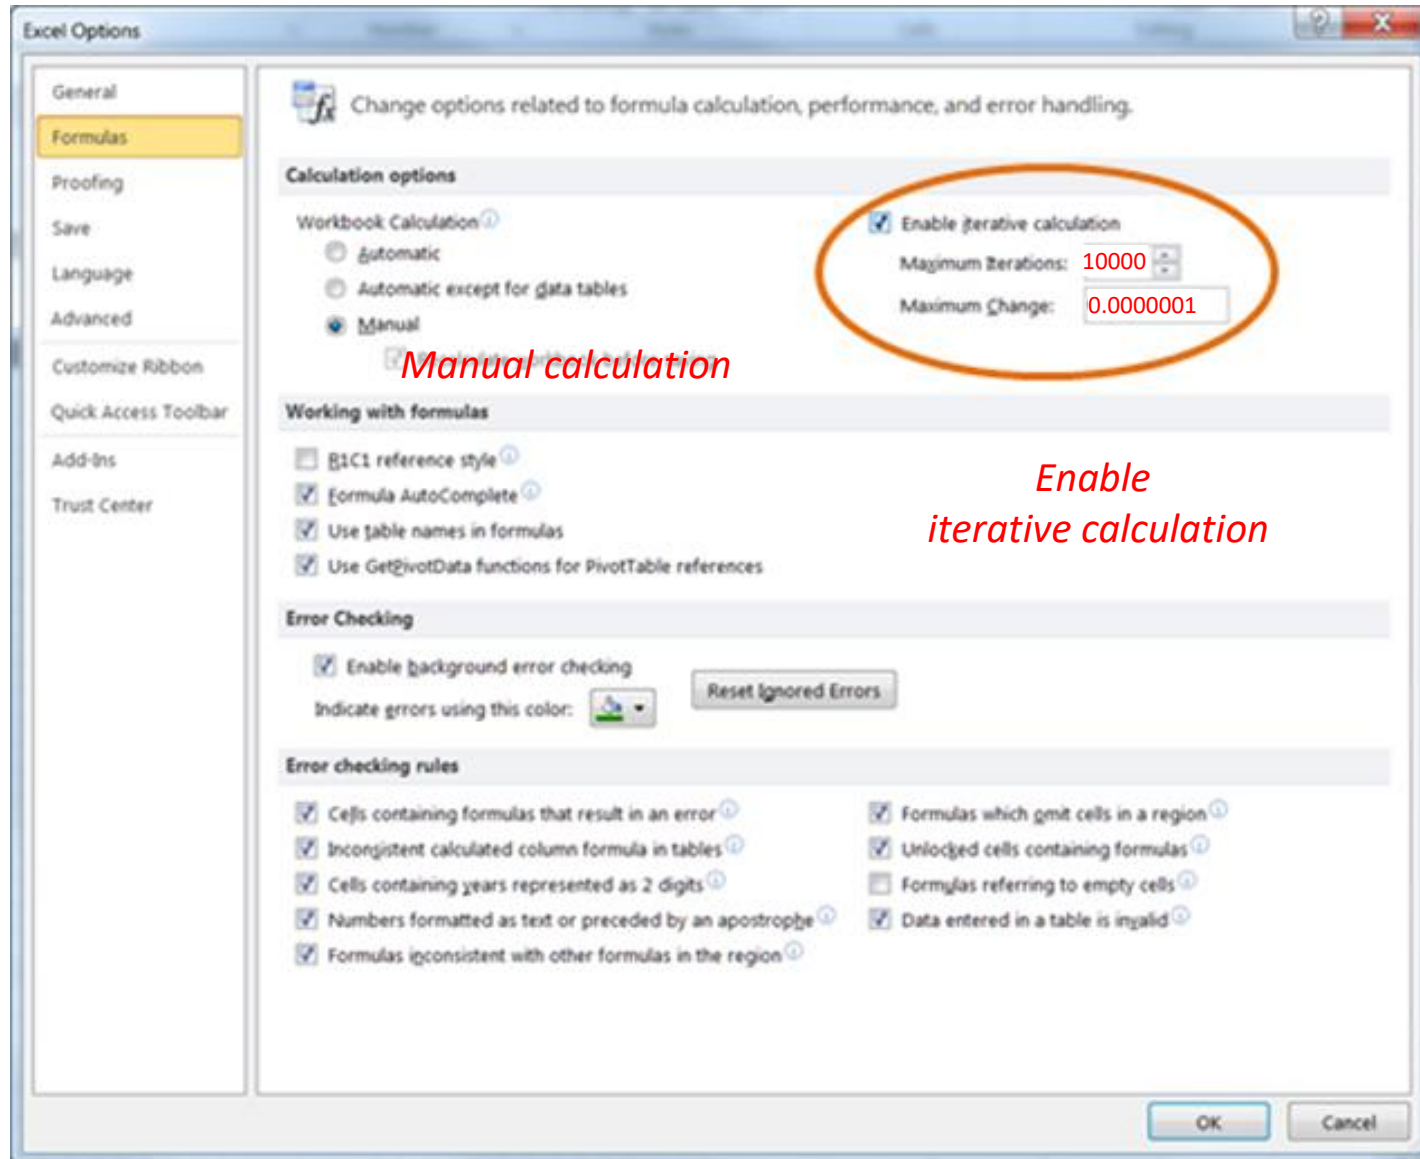 Excel Options
General
Formulas
Proofing
Save
Language
Advanced
Customize Ribbon
Quick Access Toolbar
Add-Ins
Trust Center
Change options related to formula calculation, performance, and error handling.
Calculation options
Workbook Calculation
Automatic
Automatic except for data tables
Manual
Manual calculation
Enable iterative calculation
Maximum Iterations: 10000
Maximum Change: 0.0000001
Working with formulas
R1C1 reference style
Formula AutoComplete
Use table names in formulas
Use GetPivotData functions for PivotTable references
Enable
iterative calculation
Error Checking
Enable background error checking
Indicate errors using this color:
Reset Ignored Errors
Error checking rules
Cells containing formulas that result in an error
Inconsistent calculated column formula in tables
Cells containing years represented as 2 digits
Numbers formatted as text or preceded by an apostrophe
Formulas inconsistent with other formulas in the region
Formulas which omit cells in a region
Unlocked cells containing formulas
Formulas referring to empty cells
Data entered in a table is invalid
OK
Cancel